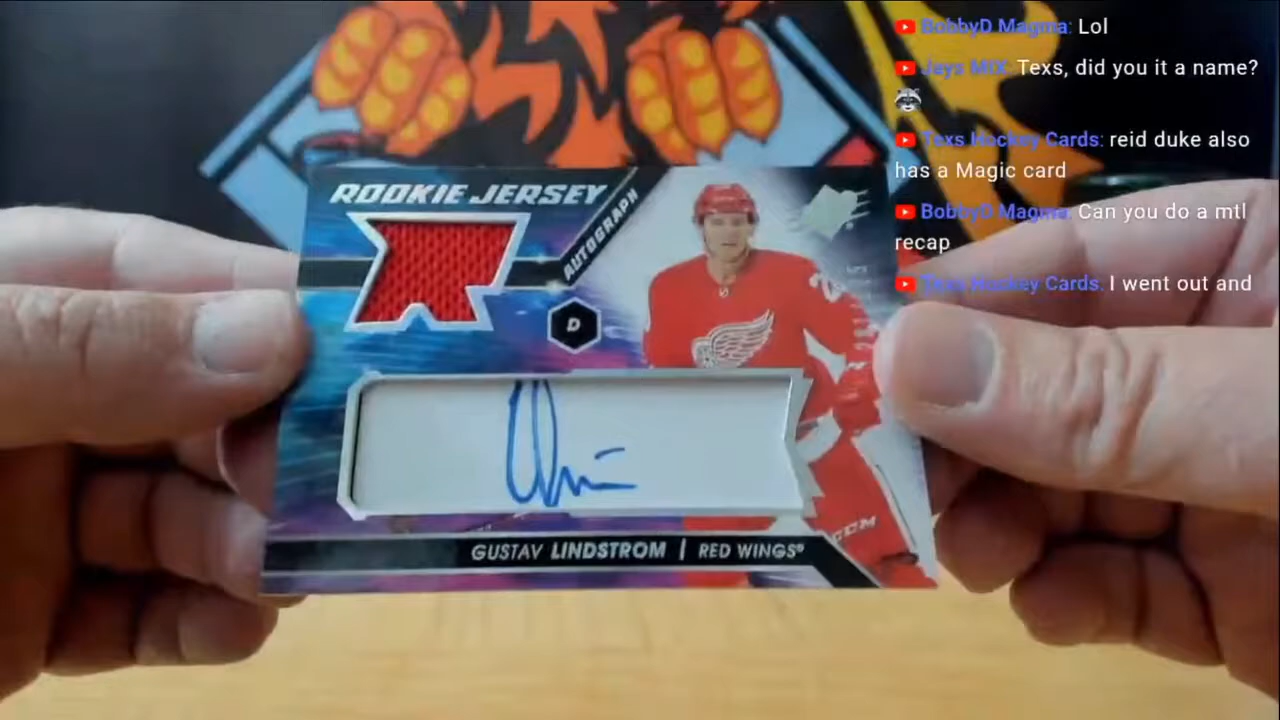 BobbyD Magma: Lol
Jays MIX: Texs, did you it a name?
Texs Hockey Cards: reid duke also
has a Magic card
BobbyD Magma: Can you do a mtl
recap
Texs Hockey Cards: I went out and
ROOKIE JERSEY
AUTOGRAPH
SPx
D
CCM
GUSTAV LINDSTROM | RED WINGS®